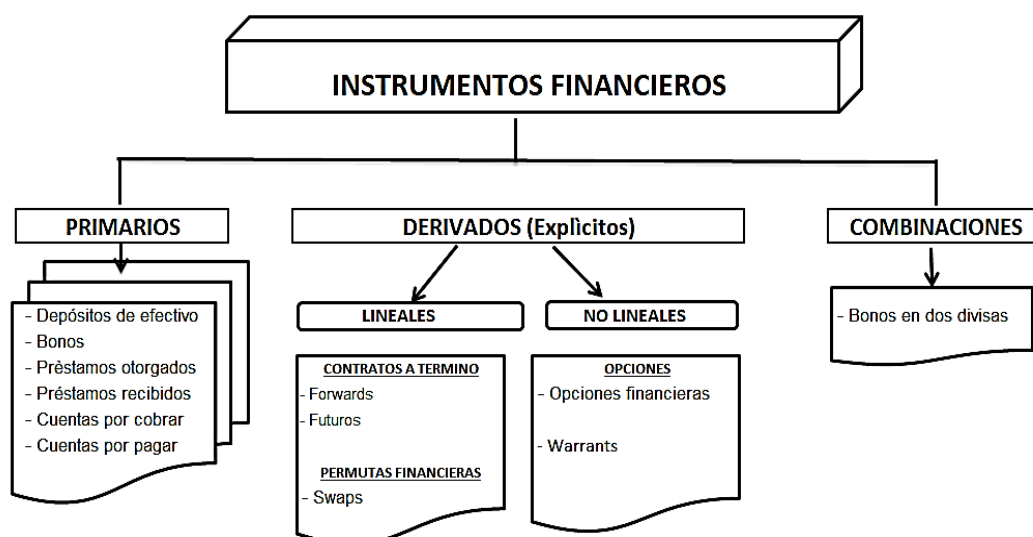 INSTRUMENTOS FINANCIEROS
PRIMARIOS
- Depósitos de efectivo
- Bonos
- Prèstamos otorgados
- Préstamos recibidos
- Cuentas por cobrar
- Cuentas por pagar
DERIVADOS (Explìcitos)
LINEALES
CONTRATOS A TERMINO
- Forwards
- Futuros
PERMUTAS FINANCIERAS
- Swaps
NO LINEALES
OPCIONES
- Opciones financieras
- Warrants
COMBINACIONES
- Bonos en dos divisas